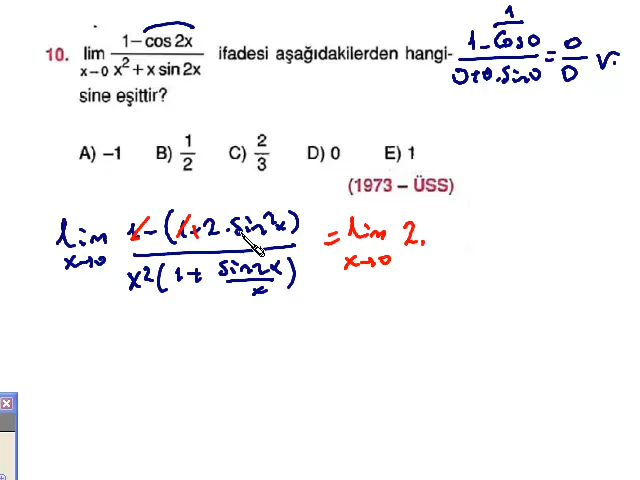 10. lim x→0 (1 − cos 2x)/(x² + x sin 2x) ifadesi aşağıdakilerden hangi-
sine eşittir?
A) −1 B) 1/2 C) 2/3 D) 0 E) 1
(1973 − ÜSS)
1
(1 - cos0)/(0+0.sin0) = 0/0 v.
lim x→0 (1 - (1 - 2.sin²x))/(x²(1 + sin2x/x)) = lim x→0 2.